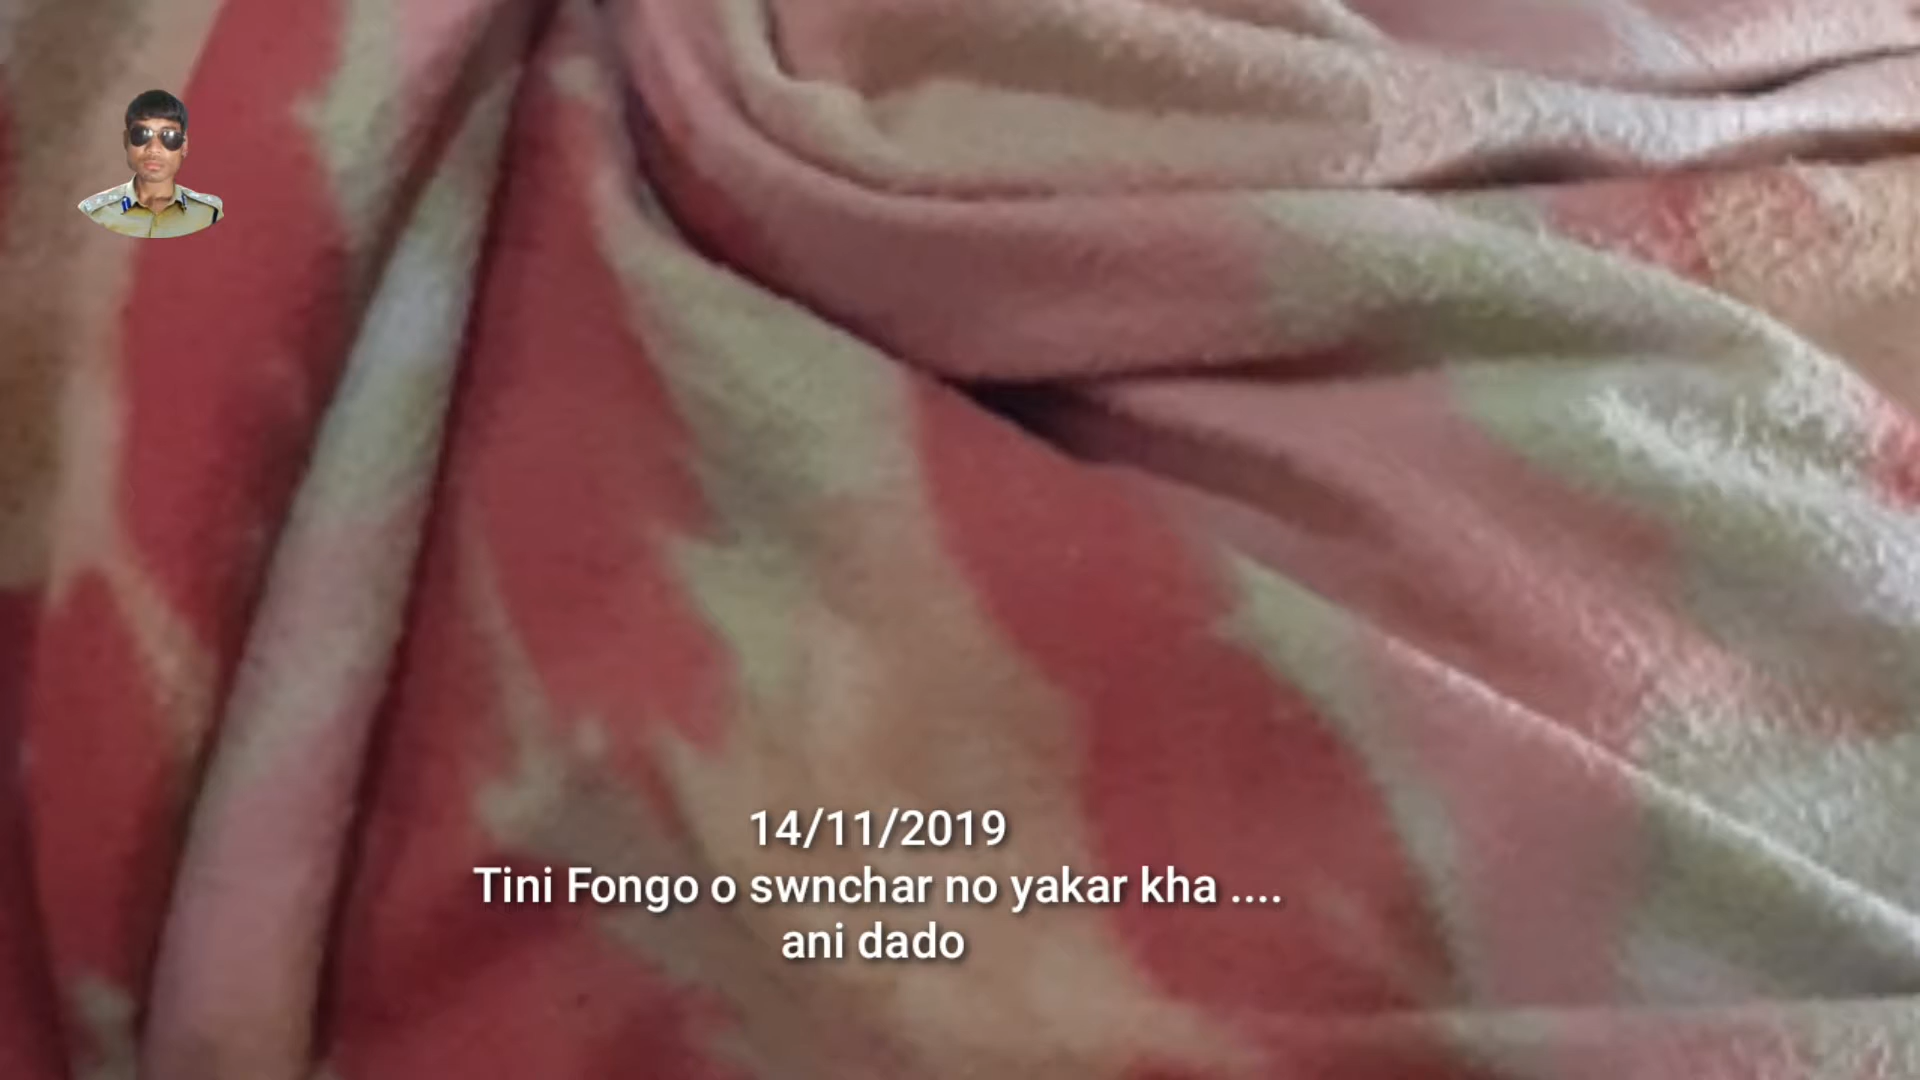 14/11/2019
Tini Fongo o swnchar no yakar kha ....
ani dado